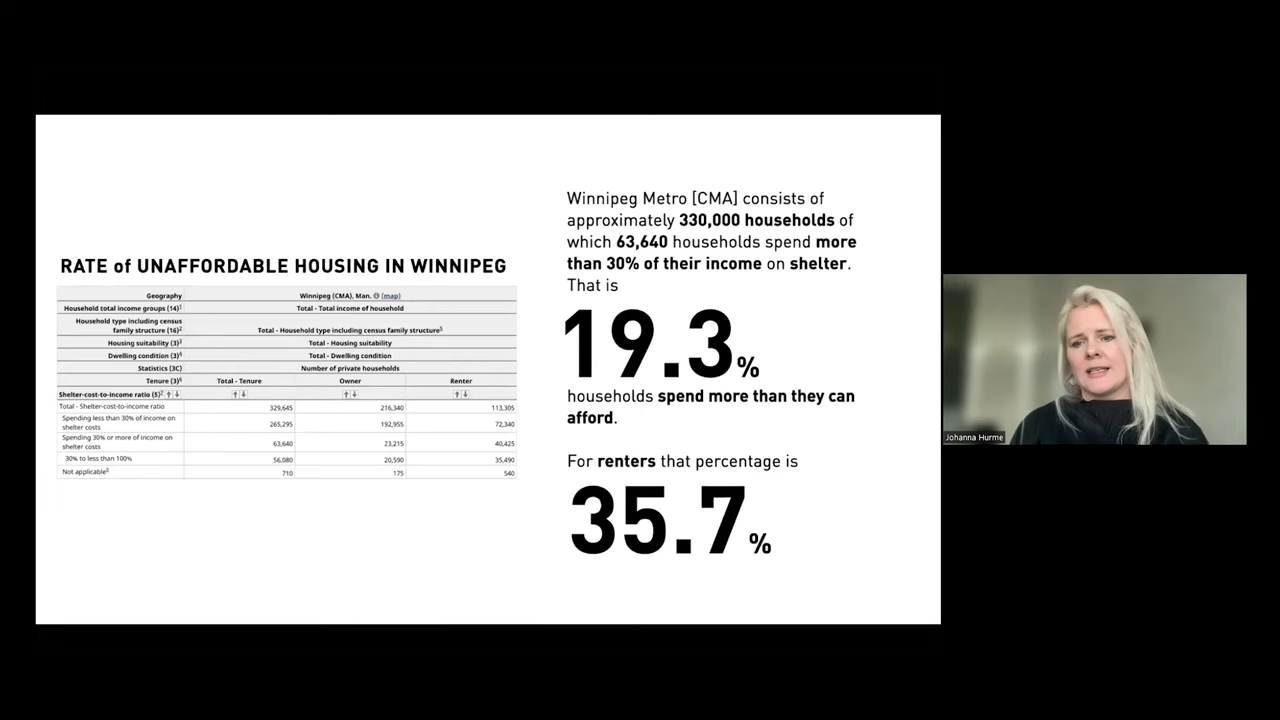 RATE of UNAFFORDABLE HOUSING IN WINNIPEG
Geography Winnipeg (CMA), Man. (map)
Household total income groups (14)1 Total - Total income of household
Household type including census
family structure (16)2 Total - Household type including census family structure5
Housing suitability (3)3 Total - Housing suitability
Dwelling condition (3)4 Total - Dwelling condition
Statistics (3C) Number of private households
Tenure (3)6 Total - Tenure Owner Renter
Shelter-cost-to-income ratio (5)7
Total - Shelter-cost-to-income ratio 329,645 216,340 113,305
Spending less than 30% of income on
shelter costs 265,295 192,955 72,340
Spending 30% or more of income on
shelter costs 63,640 23,215 40,425
30% to less than 100% 56,080 20,590 35,490
Not applicable8 710 175 540
Winnipeg Metro [CMA] consists of
approximately 330,000 households of
which 63,640 households spend more
than 30% of their income on shelter.
That is
19.3%
households spend more than they can
afford.
For renters that percentage is
35.7%
Johanna Hurme